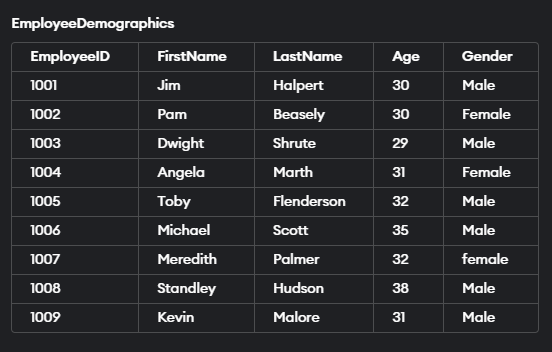 EmployeeDemographics
EmployeeID FirstName LastName Age Gender
1001 Jim Halpert 30 Male
1002 Pam Beasely 30 Female
1003 Dwight Shrute 29 Male
1004 Angela Marth 31 Female
1005 Toby Flenderson 32 Male
1006 Michael Scott 35 Male
1007 Meredith Palmer 32 female
1008 Standley Hudson 38 Male
1009 Kevin Malore 31 Male